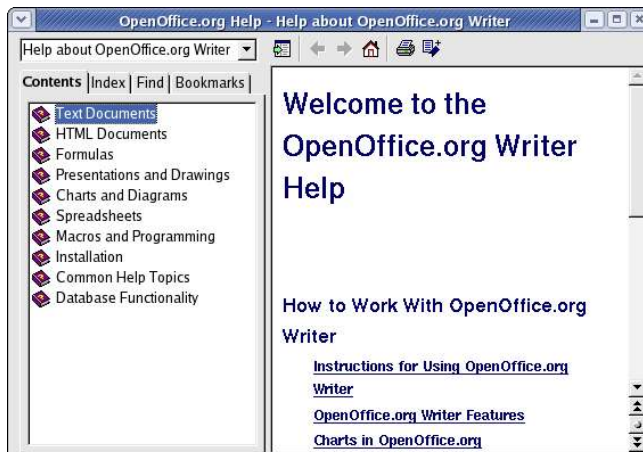 OpenOffice.org Help - Help about OpenOffice.org Writer
Help about OpenOffice.org Writer
Contents Index Find Bookmarks
Text Documents
HTML Documents
Formulas
Presentations and Drawings
Charts and Diagrams
Spreadsheets
Macros and Programming
Installation
Common Help Topics
Database Functionality
Welcome to the
OpenOffice.org Writer
Help
How to Work With OpenOffice.org
Writer
Instructions for Using OpenOffice.org
Writer
OpenOffice.org Writer Features
Charts in OpenOffice.org